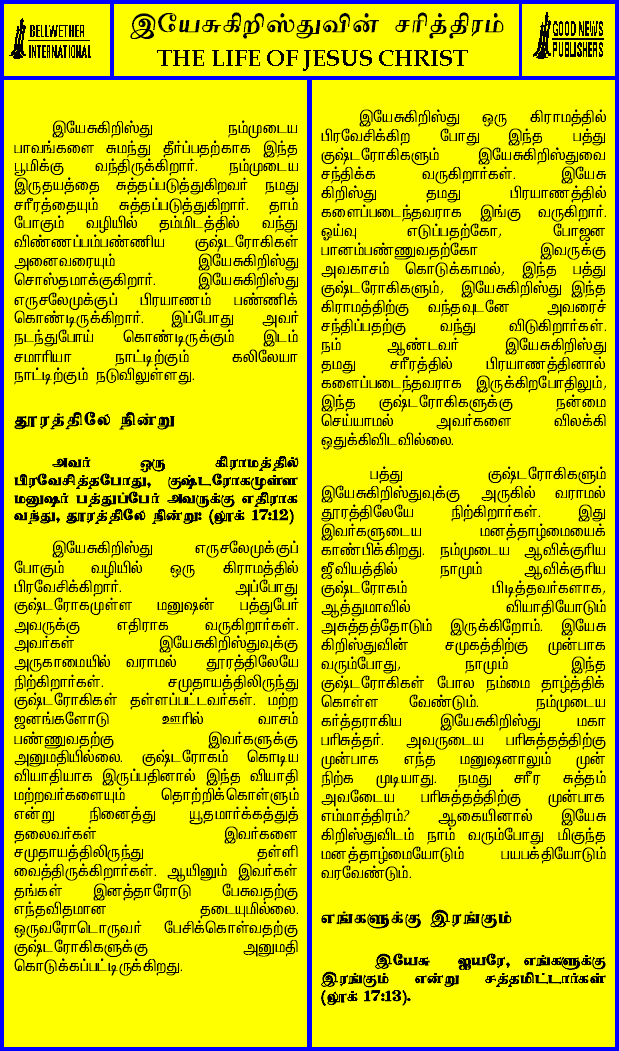 BELLWETHER
INTERNATIONAL
இயேசுகிறிஸ்துவின் சரித்திரம்
THE LIFE OF JESUS CHRIST
GOOD NEWS
PUBLISHERS
இயேசுகிறிஸ்து நம்முடைய
பாவங்களை சுமந்து தீர்ப்பதற்காக இந்த
பூமிக்கு வந்திருக்கிறார். நம்முடைய
இருதயத்தை சுத்தப்படுத்துகிறவர் நமது
சரீரத்தையும் சுத்தப்படுத்துகிறார். தாம்
போகும் வழியில் தம்மிடத்தில் வந்து
விண்ணப்பம்பண்ணிய குஷ்டரோகிகள்
அனைவரையும் இயேசுகிறிஸ்து
சொஸ்தமாக்குகிறார். இயேசுகிறிஸ்து
எருசலேமுக்குப் பிரயாணம் பண்ணிக்
கொண்டிருக்கிறார். இப்போது அவர்
நடந்துபோய் கொண்டிருக்கும் இடம்
சமாரியா நாட்டிற்கும் கலிலேயா
நாட்டிற்கும் நடுவிலுள்ளது.
தூரத்திலே நின்று
அவர் ஒரு கிராமத்தில்
பிரவேசித்தபோது, குஷ்டரோகமுள்ள
மனுஷர் பத்துப்பேர் அவருக்கு எதிராக
வந்து, தூரத்திலே நின்று: (லூக் 17:12)
இயேசுகிறிஸ்து எருசலேமுக்குப்
போகும் வழியில் ஒரு கிராமத்தில்
பிரவேசிக்கிறார். அப்போது
குஷ்டரோகமுள்ள மனுஷன் பத்துபேர்
அவருக்கு எதிராக வருகிறார்கள்.
அவர்கள் இயேசுகிறிஸ்துவுக்கு
அருகாமையில் வராமல் தூரத்திலேயே
நிற்கிறார்கள். சமுதாயத்திலிருந்து
குஷ்டரோகிகள் தள்ளப்பட்டவர்கள். மற்ற
ஜனங்களோடு ஊரில் வாசம்
பண்ணுவதற்கு இவர்களுக்கு
அனுமதியில்லை. குஷ்டரோகம் கொடிய
வியாதியாக இருப்பதினால் இந்த வியாதி
மற்றவர்களையும் தொற்றிக்கொள்ளும்
என்று நினைத்து யூதமார்க்கத்துத்
தலைவர்கள் இவர்களை
சமுதாயத்திலிருந்து தள்ளி
வைத்திருக்கிறார்கள். ஆயினும் இவர்கள்
தங்கள் இனத்தாரோடு பேசுவதற்கு
எந்தவிதமான தடையுமில்லை.
ஒருவரோடொருவர் பேசிக்கொள்வதற்கு
குஷ்டரோகிகளுக்கு அனுமதி
கொடுக்கப்பட்டிருக்கிறது.
இயேசுகிறிஸ்து ஒரு கிராமத்தில்
பிரவேசிக்கிற போது இந்த பத்து
குஷ்டரோகிகளும் இயேசுகிறிஸ்துவை
சந்திக்க வருகிறார்கள். இயேசு
கிறிஸ்து தமது பிரயாணத்தில்
களைப்படைந்தவராக இங்கு வருகிறார்.
ஓய்வு எடுப்பதற்கோ, போஜன
பானம்பண்ணுவதற்கோ இவருக்கு
அவகாசம் கொடுக்காமல், இந்த பத்து
குஷ்டரோகிகளும், இயேசுகிறிஸ்து இந்த
கிராமத்திற்கு வந்தவுடனே அவரைச்
சந்திப்பதற்கு வந்து விடுகிறார்கள்.
நம் ஆண்டவர் இயேசுகிறிஸ்து
தமது சரீரத்தில் பிரயாணத்தினால்
களைப்படைந்தவராக இருக்கிறபோதிலும்,
இந்த குஷ்டரோகிகளுக்கு நன்மை
செய்யாமல் அவர்களை விலக்கி
ஒதுக்கிவிடவில்லை.
பத்து குஷ்டரோகிகளும்
இயேசுகிறிஸ்துவுக்கு அருகில் வராமல்
தூரத்திலேயே நிற்கிறார்கள். இது
இவர்களுடைய மனத்தாழ்மையைக்
காண்பிக்கிறது. நம்முடைய ஆவிக்குரிய
ஜீவியத்தில் நாமும் ஆவிக்குரிய
குஷ்டரோகம் பிடித்தவர்களாக,
ஆத்துமாவில் வியாதியோடும்
அசுத்தத்தோடும் இருக்கிறோம். இயேசு
கிறிஸ்துவின் சமுகத்திற்கு முன்பாக
வரும்போது, நாமும் இந்த
குஷ்டரோகிகள் போல நம்மை தாழ்த்திக்
கொள்ள வேண்டும். நம்முடைய
கர்த்தராகிய இயேசுகிறிஸ்து மகா
பரிசுத்தர். அவருடைய பரிசுத்தத்திற்கு
முன்பாக எந்த மனுஷனாலும் முன்
நிற்க முடியாது. நமது சரீர சுத்தம்
அவடைேய பரிசுத்தத்திற்கு முன்பாக
எம்மாத்திரம்? ஆகையினால் இயேசு
கிறிஸ்துவிடம் நாம் வரும்போது மிகுந்த
மனத்தாழ்மையோடும் பயபக்தியோடும்
வரவேண்டும்.
எங்களுக்கு இரங்கும்
இயேசு ஐயரே, எங்களுக்கு
இரங்கும் என்று சத்தமிட்டார்கள்
(லூக் 17:13).